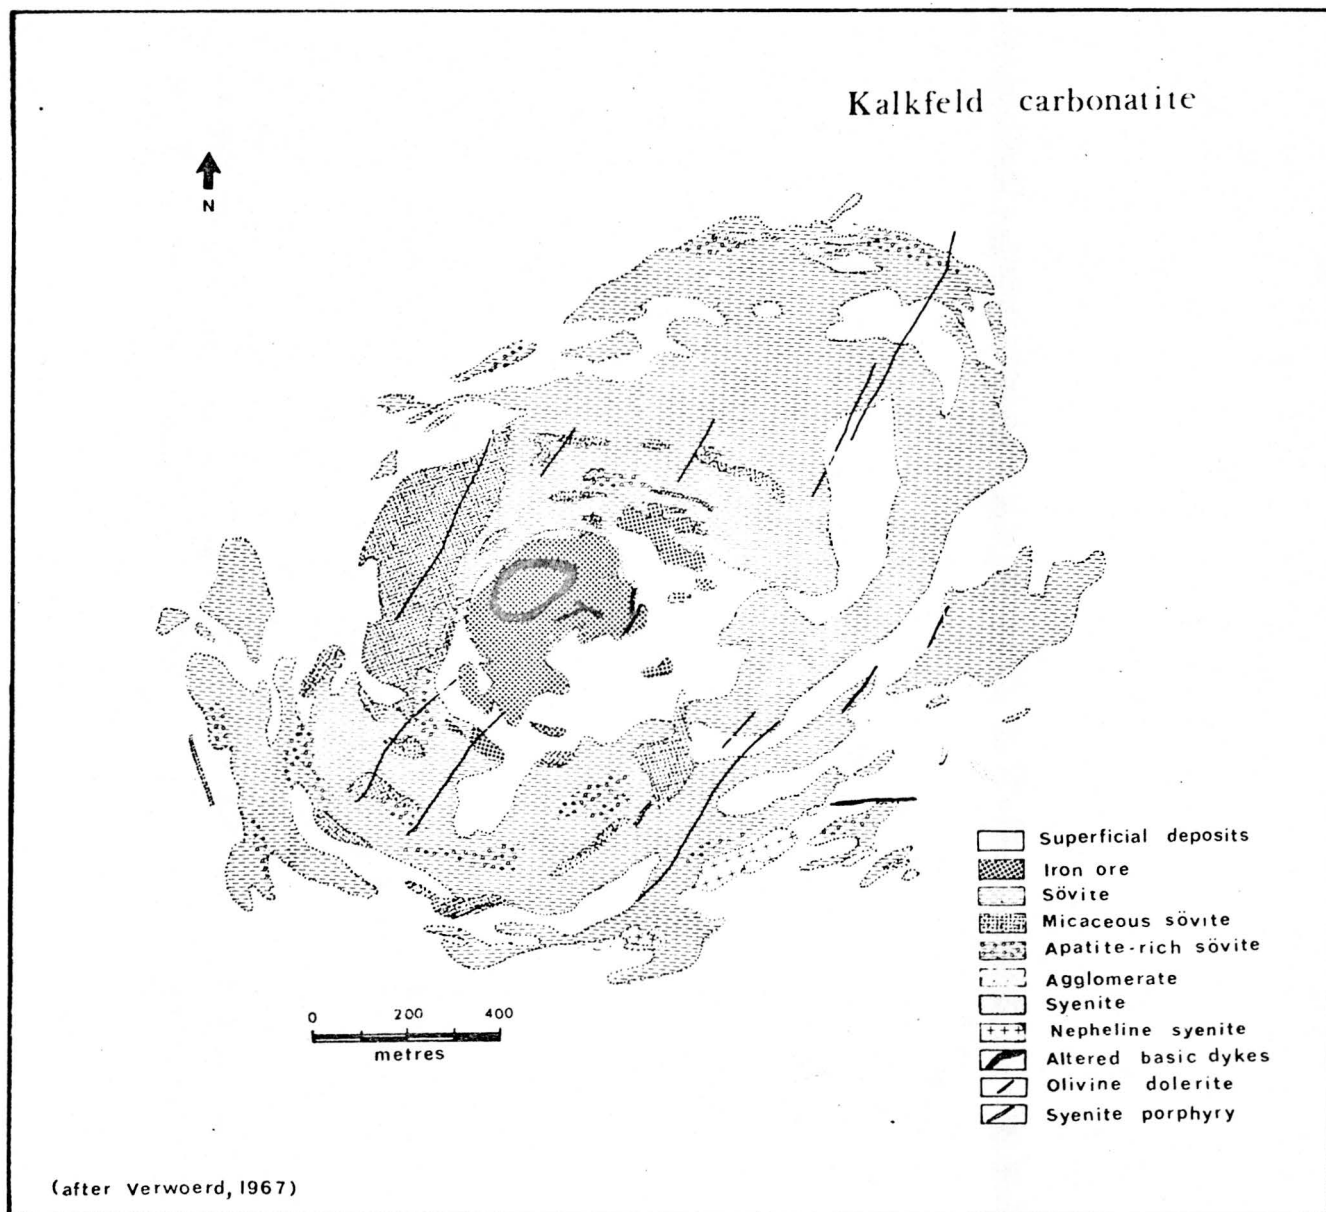 Kalkfeld carbonatite
N
Superficial deposits
Iron ore
Sövite
Micaceous sövite
Apatite-rich sövite
Agglomerate
Syenite
Nepheline syenite
Altered basic dykes
Olivine dolerite
Syenite porphyry
0 200 400
metres
(after Verwoerd, 1967)